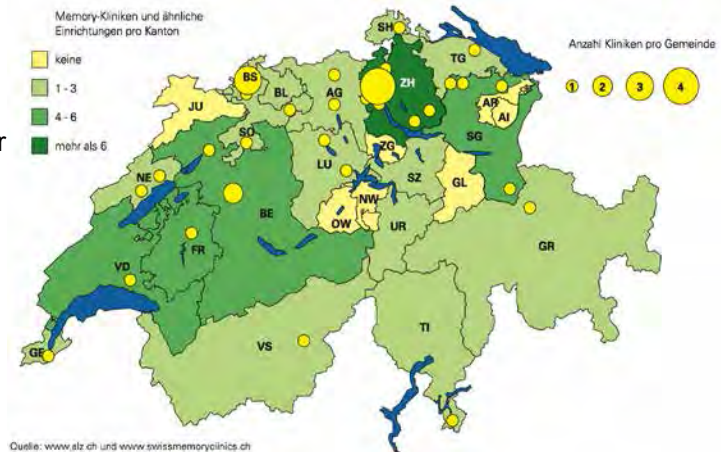 Memory-Kliniken und ähnliche
Einrichtungen pro Kanton
keine
1 - 3
4 - 6
mehr als 6
r
Anzahl Kliniken pro Gemeinde
1 2 3 4
SH
TG
BS
BL
AG
ZH
AR
AI
JU
SO
SG
LU
ZG
NE
SZ
GL
NW
OW
BE
UR
FR
GR
VD
TI
VS
GE
Quelle: www.alz.ch und www.swissmemoryclinics.ch